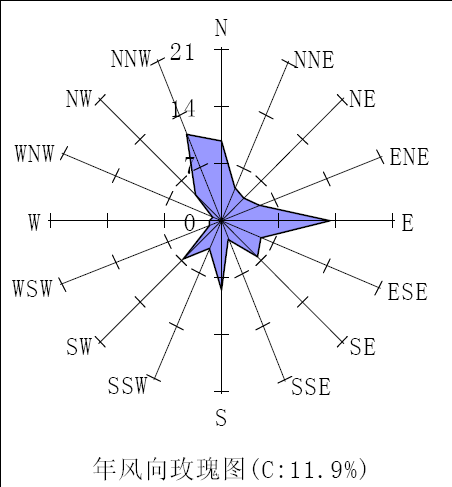 N
NNW
21
NNE
NW
14
NE
WNW
7
ENE
W
0
E
WSW
ESE
SW
SE
SSW
SSE
S
年风向玫瑰图(C:11.9%)